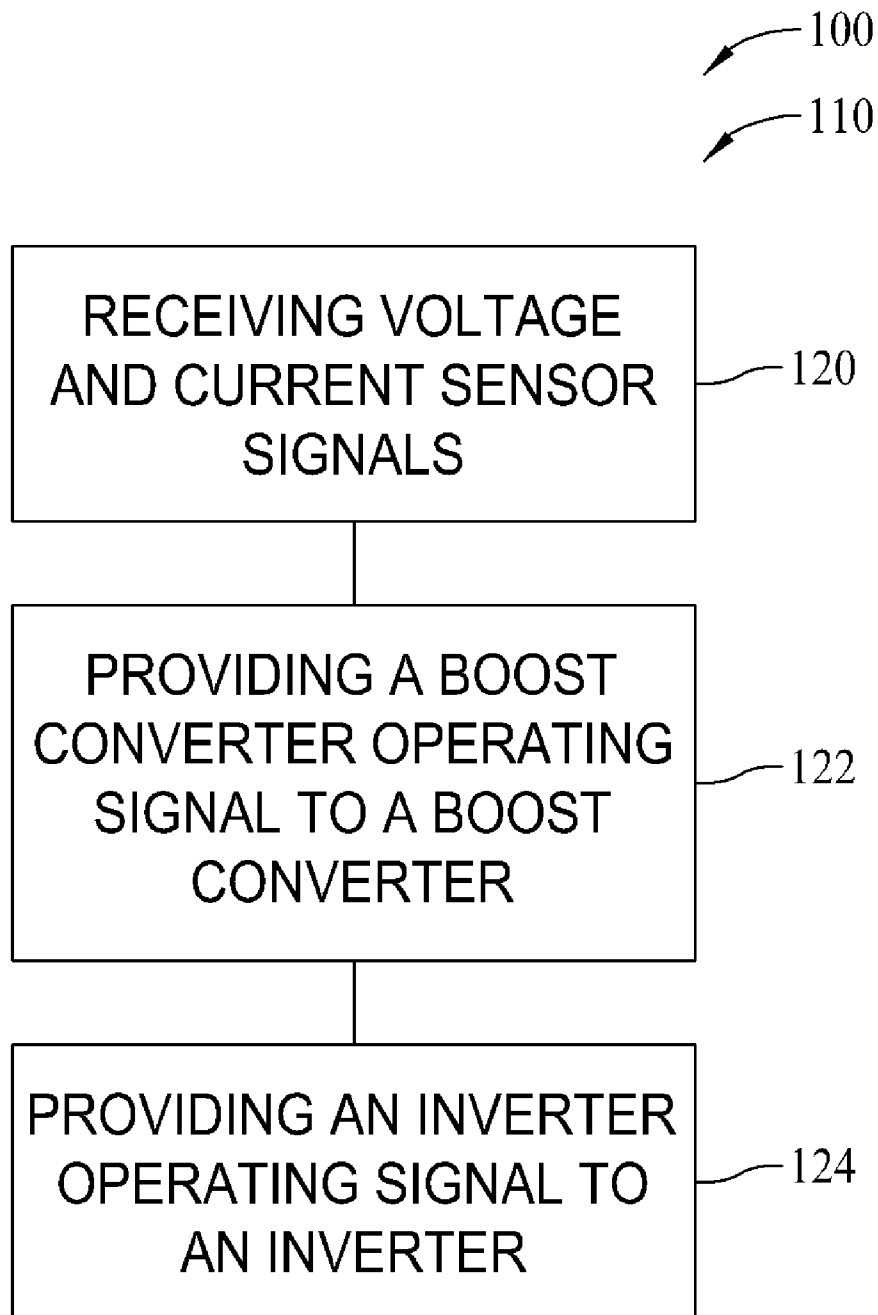 100
110
RECEIVING VOLTAGE
AND CURRENT SENSOR
SIGNALS
120
PROVIDING A BOOST
CONVERTER OPERATING
SIGNAL TO A BOOST
CONVERTER
122
PROVIDING AN INVERTER
OPERATING SIGNAL TO
AN INVERTER
124